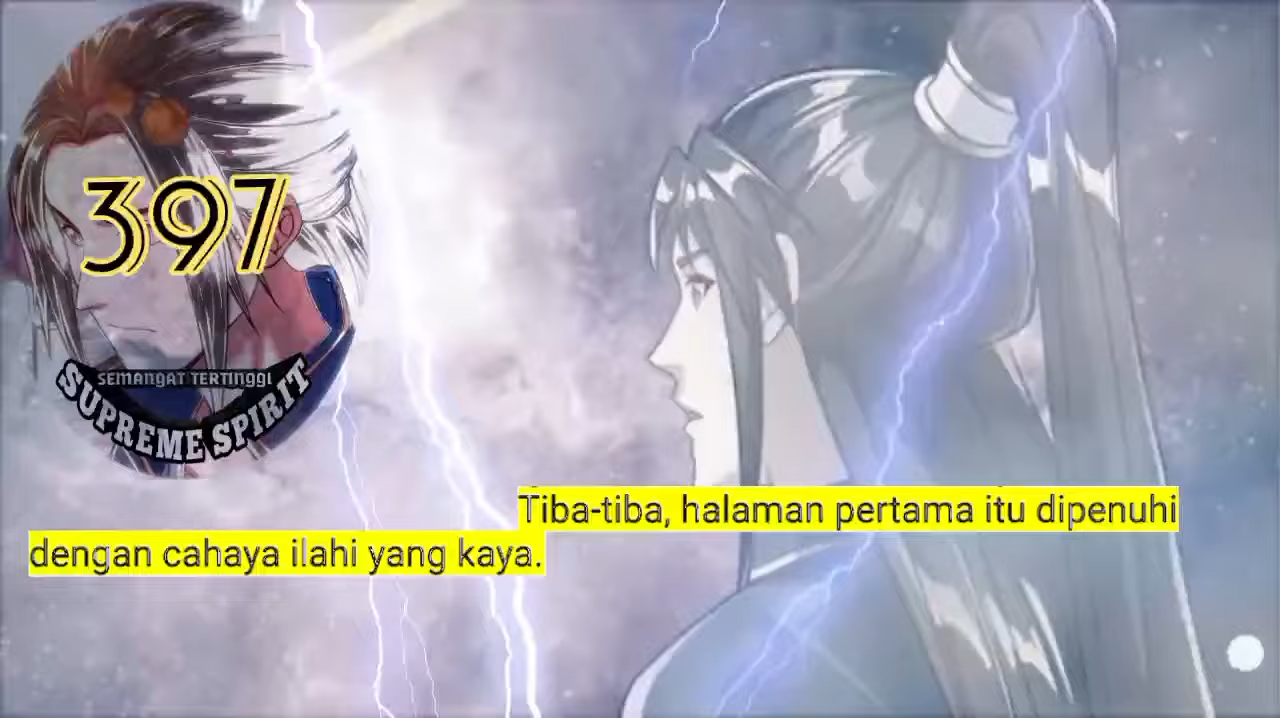 397
SEMANGAT TERTINGGI
SUPREME SPIRIT
Tiba-tiba, halaman pertama itu dipenuhi
dengan cahaya ilahi yang kaya.